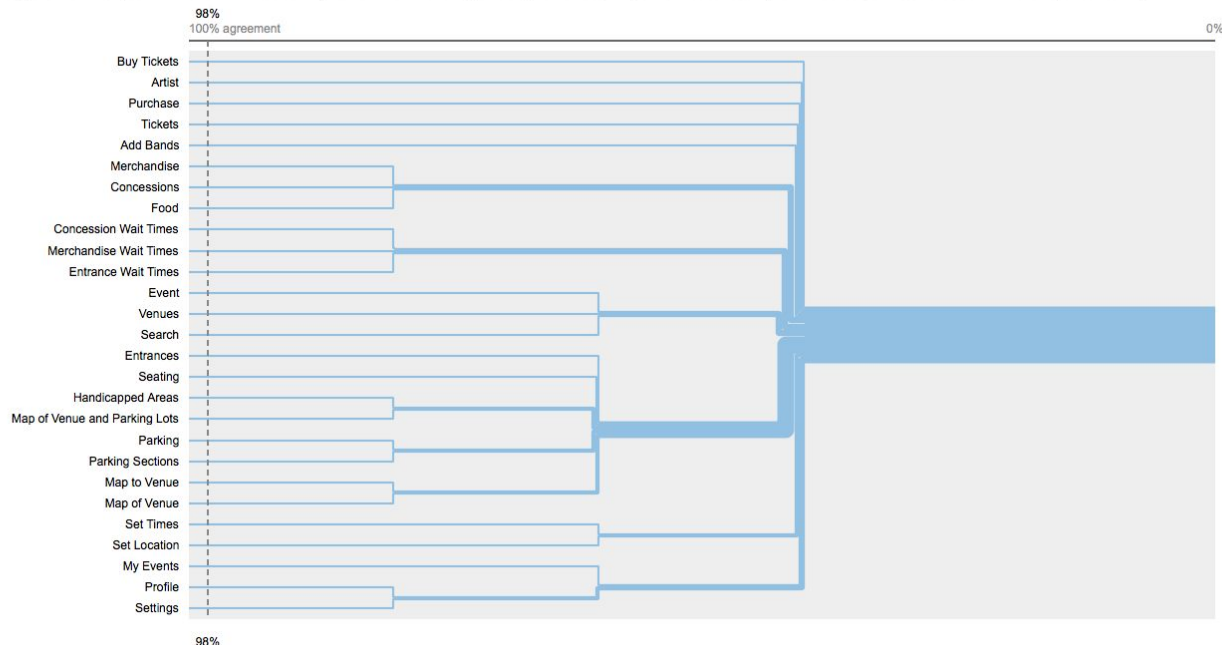 98%
100% agreement 0%
Buy Tickets
Artist
Purchase
Tickets
Add Bands
Merchandise
Concessions
Food
Concession Wait Times
Merchandise Wait Times
Entrance Wait Times
Event
Venues
Search
Entrances
Seating
Handicapped Areas
Map of Venue and Parking Lots
Parking
Parking Sections
Map to Venue
Map of Venue
Set Times
Set Location
My Events
Profile
Settings
98%